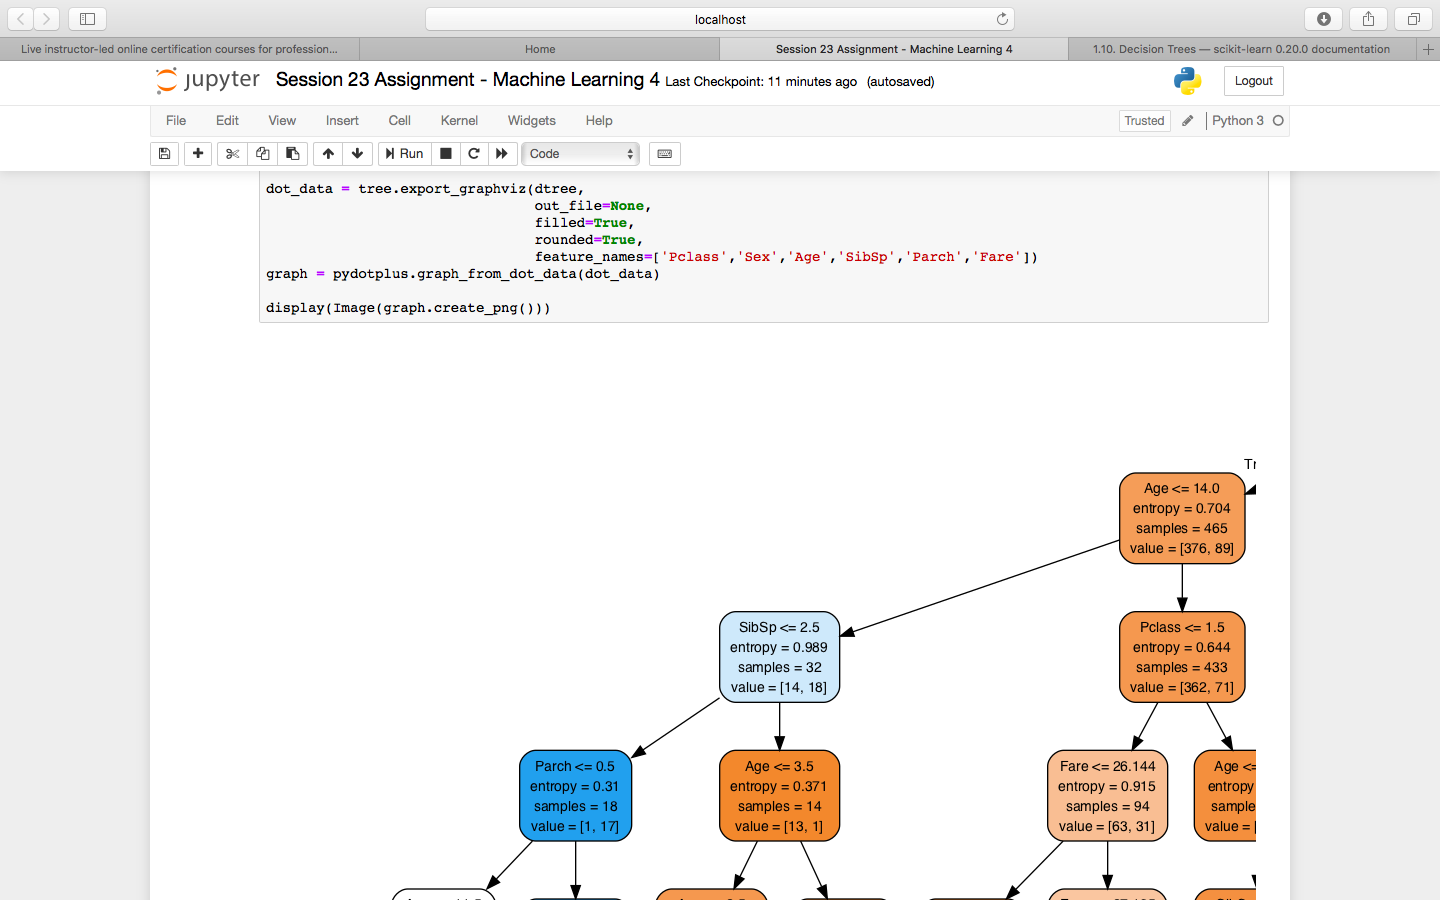 localhost
Live instructor-led online certification courses for profession...
Home
Session 23 Assignment - Machine Learning 4
1.10. Decision Trees — scikit-learn 0.20.0 documentation
jupyter
Session 23 Assignment - Machine Learning 4 Last Checkpoint: 11 minutes ago (autosaved)
Logout
File Edit View Insert Cell Kernel Widgets Help
Trusted
Python 3
Run
Code
dot_data = tree.export_graphviz(dtree,
out_file=None,
filled=True,
rounded=True,
feature_names=['Pclass','Sex','Age','SibSp','Parch','Fare'])
graph = pydotplus.graph_from_dot_data(dot_data)
display(Image(graph.create_png()))
Tr
Age <= 14.0
entropy = 0.704
samples = 465
value = [376, 89]
SibSp <= 2.5
entropy = 0.989
samples = 32
value = [14, 18]
Pclass <= 1.5
entropy = 0.644
samples = 433
value = [362, 71]
Parch <= 0.5
entropy = 0.31
samples = 18
value = [1, 17]
Age <= 3.5
entropy = 0.371
samples = 14
value = [13, 1]
Fare <= 26.144
entropy = 0.915
samples = 94
value = [63, 31]
Age <=
entropy
sample
value = [